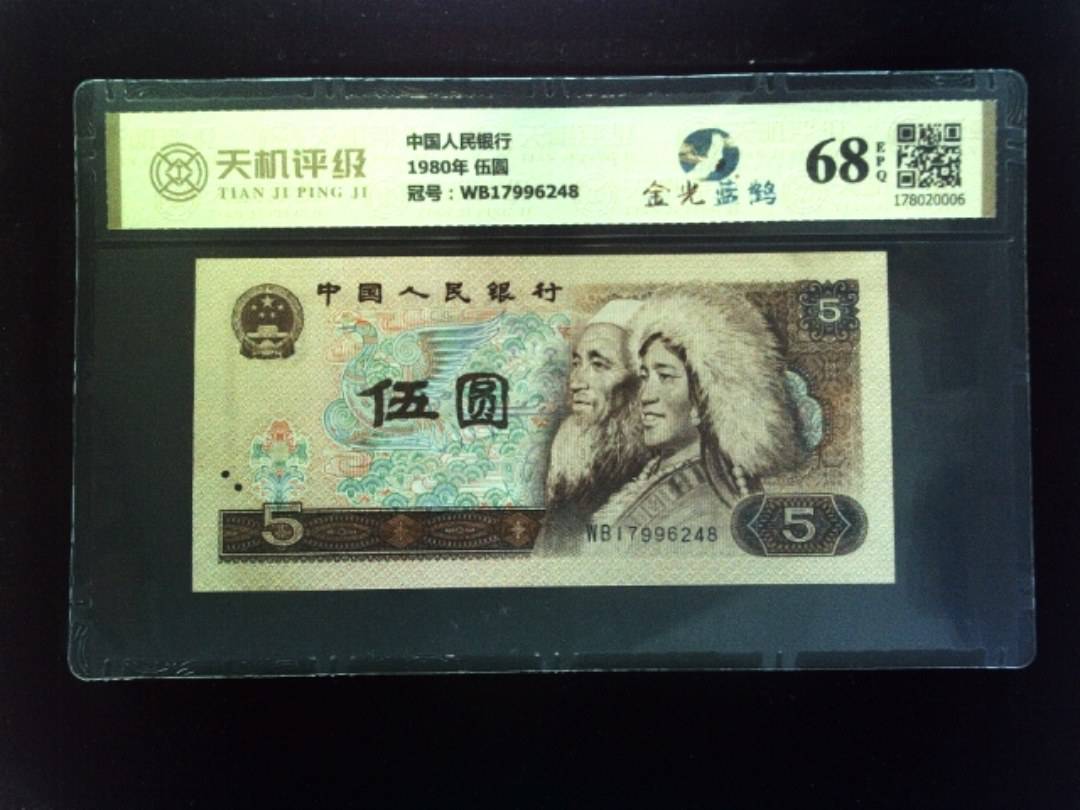 天机评级
TIAN JI PING JI
中国人民银行
1980年 伍圆
冠号：WB17996248
金光蓝鹤
68
EPQ
178020006
中国人民银行
5
伍圆
5
WB17996248
5